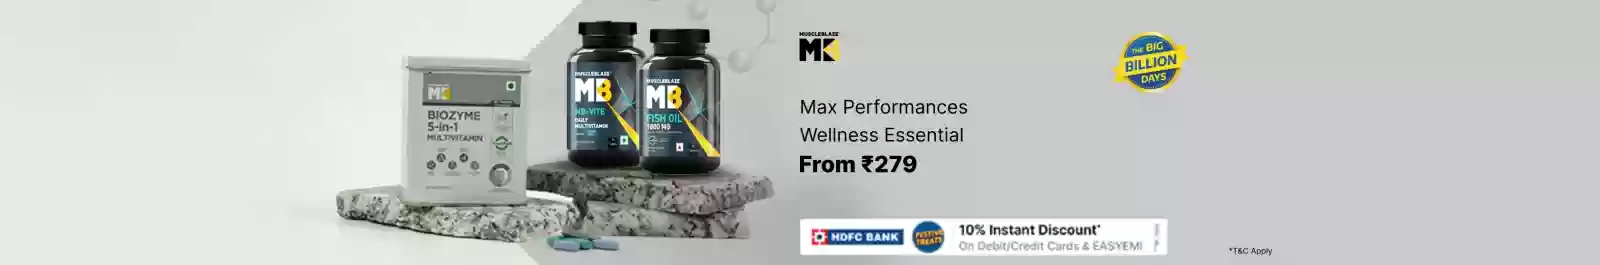 MUSCLEBLAZE
MB
BIOZYME
5-in-1
MULTIVITAMIN
MUSCLEBLAZE
MB
MB-VITE
DAILY
MULTIVITAMIN
MUSCLEBLAZE
MB
FISH OIL
1000 MG
MUSCLEBLAZE
MB
THE BIG
BILLION
DAYS
Max Performances
Wellness Essential
From ₹279
HDFC BANK
FESTIVE
TREATS
10% Instant Discount*
On Debit/Credit Cards & EASYEMI
*T&C Apply